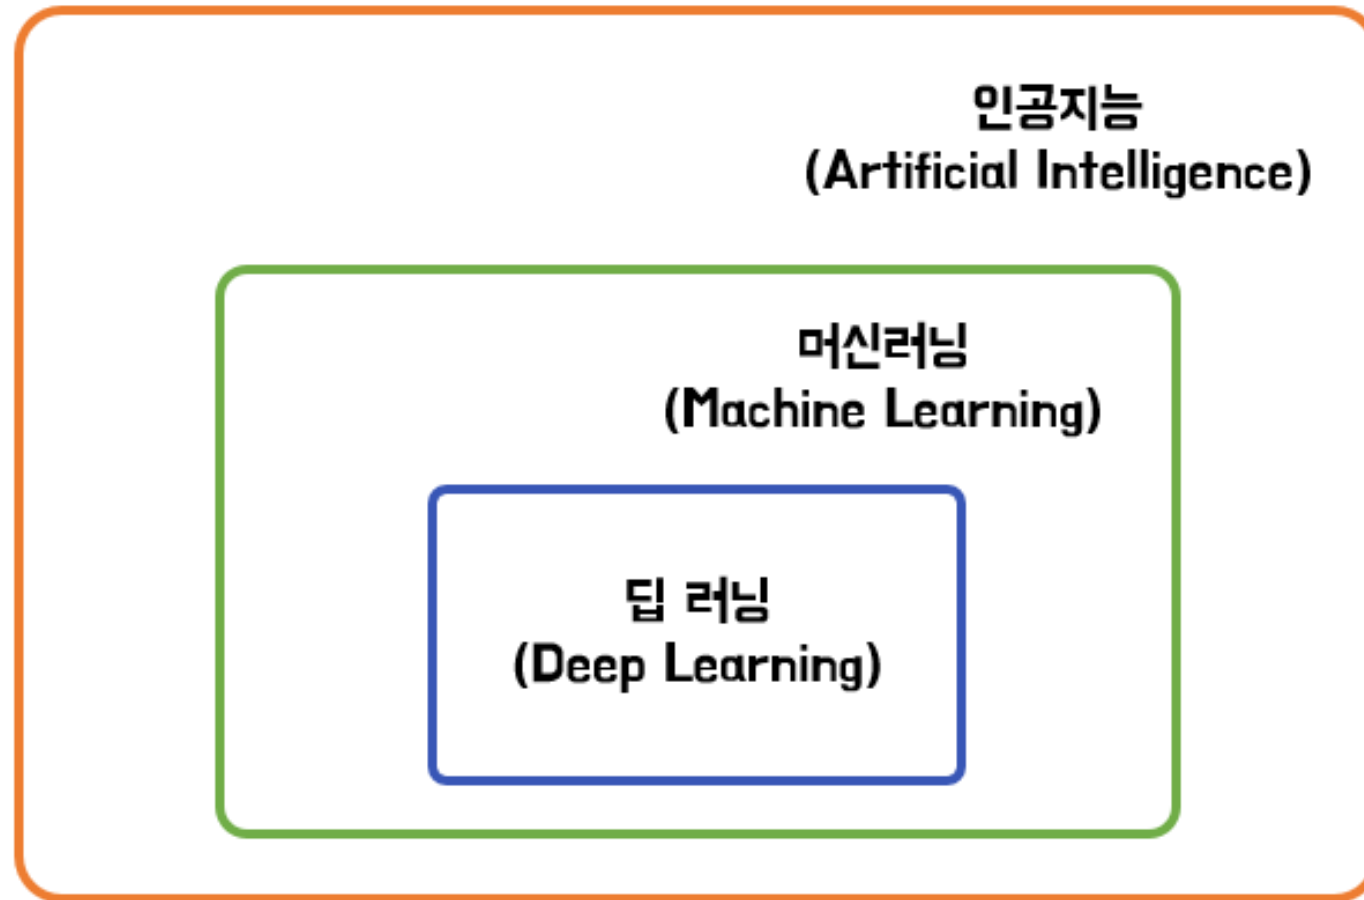 인공지능
(Artificial Intelligence)
머신러닝
(Machine Learning)
딥 러닝
(Deep Learning)